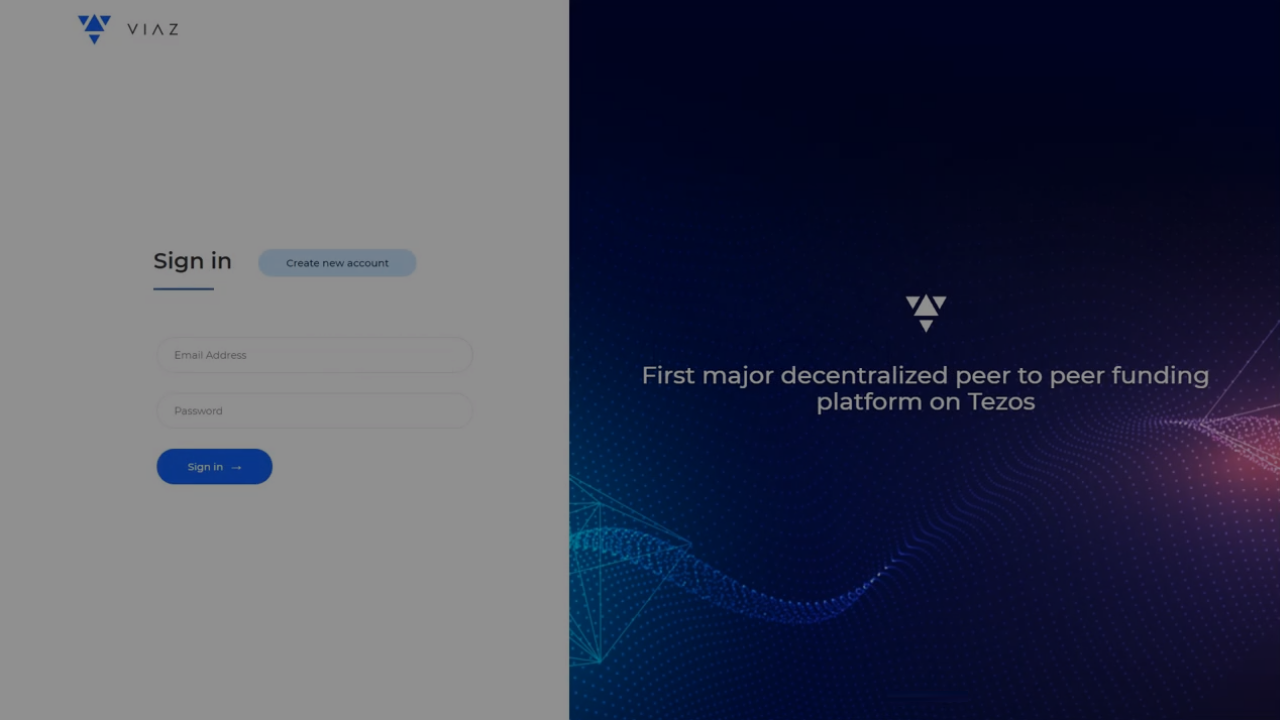 VIAZ
Sign in
Create new account
Email Address
Password
Sign in →
First major decentralized peer to peer funding
platform on Tezos